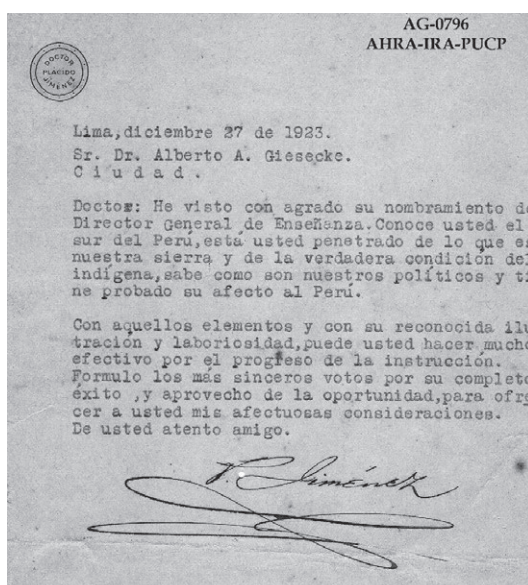 AG-0796
AHRA-IRA-PUCP
DOCTOR
PLÁCIDO
JIMÉNEZ
Lima,diciembre 27 de 1923.
Sr. Dr. Alberto A. Giesecke.
C i u d a d .
Doctor: He visto con agrado su nombramiento de
Director General de Enseñanza.Conoce usted el
sur del Perú,está usted penetrado de lo que es
nuestra sierra y de la verdadera condición del
indígena,sabe como son nuestros políticos y ti
ne probado su afecto al Perú.
Con aquellos elementos y con su reconocida ilu
tración y laboriosidad,puede usted hacer mucho
efectivo por el progreso de la instrucción.
Formulo los más sinceros votos por su completo
éxito ,y aprovecho de la oportunidad,para ofre
cer a usted mis afectuosas consideraciones.
De usted atento amigo.
P. Jiménez